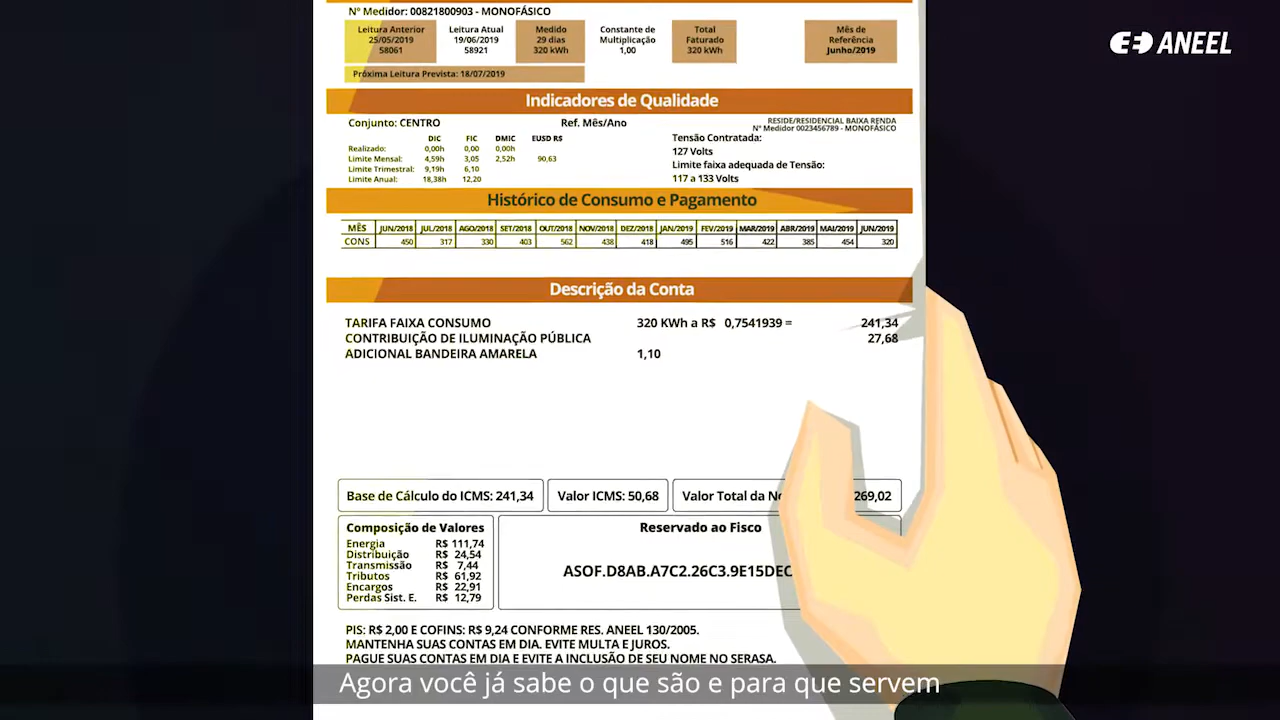 Nº Medidor: 00821800903 - MONOFÁSICO
ANEEL
Leitura Anterior
25/05/2019
58061
Leitura Atual
19/06/2019
58921
Medido
29 dias
320 kWh
Constante de
Multiplicação
1,00
Total
Faturado
320 kWh
Mês de
Referência
Junho/2019
Próxima Leitura Prevista: 18/07/2019
Indicadores de Qualidade
Conjunto: CENTRO
Ref. Mês/Ano
DIC FIC DMIC EUSD R$
Realizado: 0,00h 0,00 0,00h
Limite Mensal: 4,59h 3,05 2,52h 90,63
Limite Trimestral: 9,19h 6,10
Limite Anual: 18,38h 12,20
RESIDE/RESIDENCIAL BAIXA RENDA
Nº Medidor 0023456789 - MONOFÁSICO
Tensão Contratada:
127 Volts
Limite faixa adequada de Tensão:
117 a 133 Volts
Histórico de Consumo e Pagamento
MÊS JUN/2018 JUL/2018 AGO/2018 SET/2018 OUT/2018 NOV/2018 DEZ/2018 JAN/2019 FEV/2019 MAR/2019 ABR/2019 MAI/2019 JUN/2019
CONS 450 317 330 403 562 438 418 495 516 422 385 454 320
Descrição da Conta
TARIFA FAIXA CONSUMO 320 KWh a R$ 0,7541939 = 241,34
CONTRIBUIÇÃO DE ILUMINAÇÃO PÚBLICA 27,68
ADICIONAL BANDEIRA AMARELA 1,10
Base de Cálculo do ICMS: 241,34
Valor ICMS: 50,68
Valor Total da 269,02
Composição de Valores
Energia R$ 111,74
Distribuição R$ 24,54
Transmissão R$ 7,44
Tributos R$ 61,92
Encargos R$ 22,91
Perdas Sist. E. R$ 12,79
Reservado ao Fisco
ASOF.D8AB.A7C2.26C3.9E15DEC
PIS: R$ 2,00 E COFINS: R$ 9,24 CONFORME RES. ANEEL 130/2005.
MANTENHA SUAS CONTAS EM DIA. EVITE MULTA E JUROS.
PAGUE SUAS CONTAS EM DIA E EVITE A INCLUSÃO DE SEU NOME NO SERASA.
Agora você já sabe o que são e para que servem